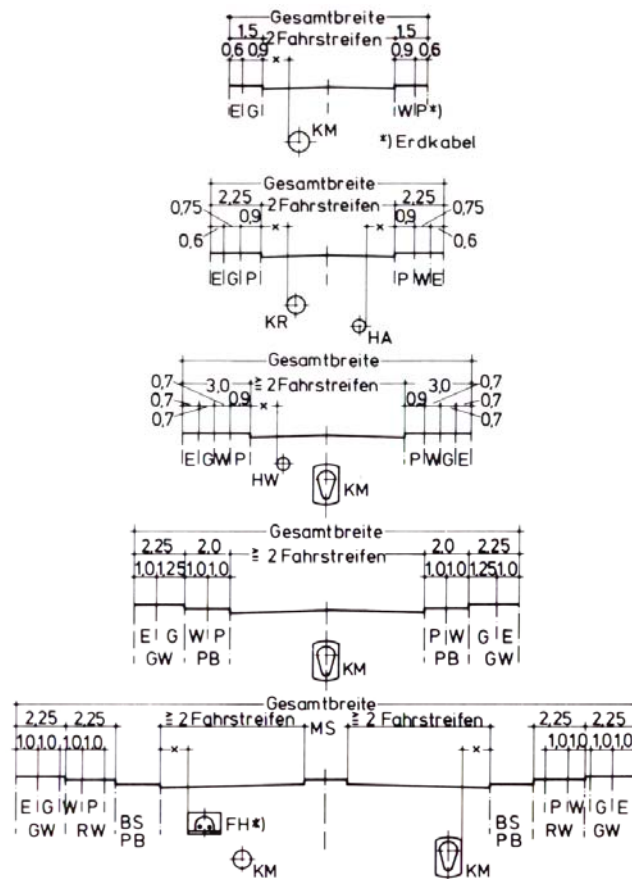 Gesamtbreite
1,5 2 Fahrstreifen 1,5
0,6 0,9 x 0,9 0,6
E G W P*)
KM *) Erdkabel
Gesamtbreite
2,25 2 Fahrstreifen 2,25
0,75 0,9 x x 0,9 0,75
0,6 0,6
E G P P W E
KR HA
Gesamtbreite
0,7 3,0 ≧ 2 Fahrstreifen 3,0 0,7
0,7 0,9 x 0,9 0,7
0,7 0,7
E G W P P W G E
HW KM
Gesamtbreite
2,25 2,0 ≧ 2 Fahrstreifen 2,0 2,25
1,0 1,25 1,0 1,0 1,0 1,0 1,25 1,0
E G W P P W G E
GW PB KM PB GW
Gesamtbreite
2,25 2,25 ≧ 2 Fahrstreifen MS ≧ 2 Fahrstreifen 2,25 2,25
1,0 1,0 1,0 1,0 x x 1,0 1,0 1,0 1,0
E G W P BS FH*) BS P W G E
GW RW PB KM KM PB RW GW